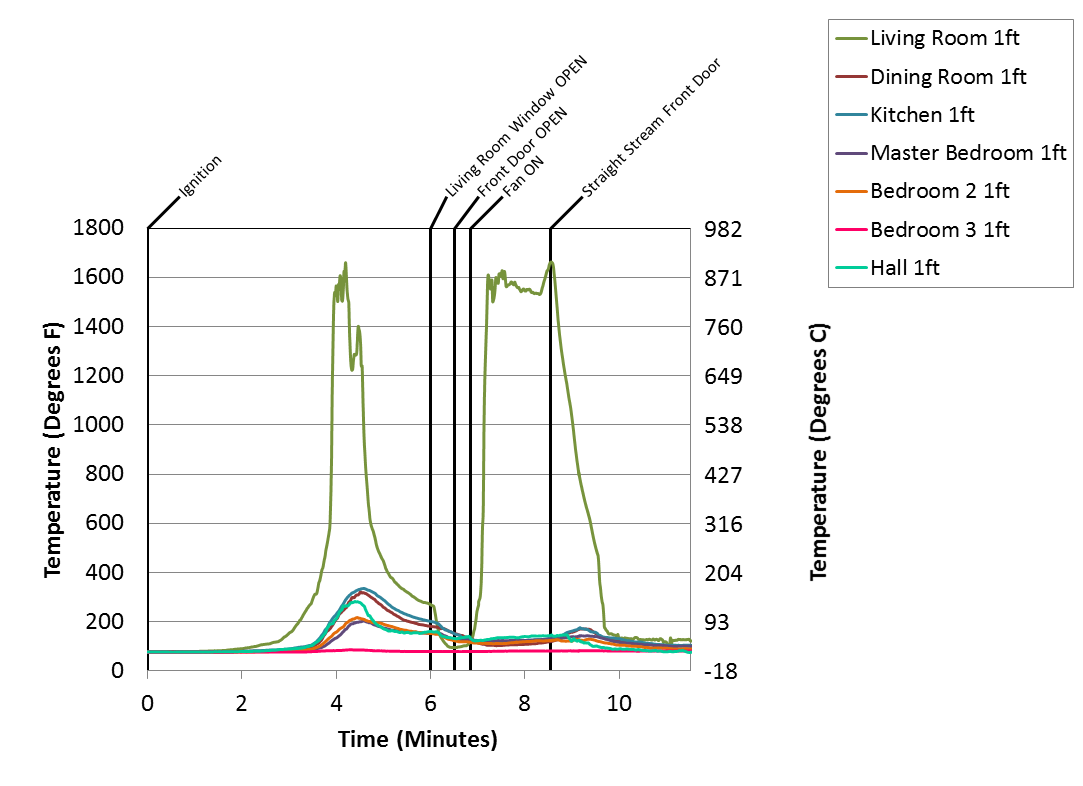 Living Room 1ft
Dining Room 1ft
Kitchen 1ft
Master Bedroom 1ft
Bedroom 2 1ft
Bedroom 3 1ft
Hall 1ft
Ignition
Living Room Window OPEN
Front Door OPEN
Fan ON
Straight Stream Front Door
Temperature (Degrees F)
1800
1600
1400
1200
1000
800
600
400
200
0
982
871
760
649
538
427
316
204
93
-18
Temperature (Degrees C)
0 2 4 6 8 10
Time (Minutes)